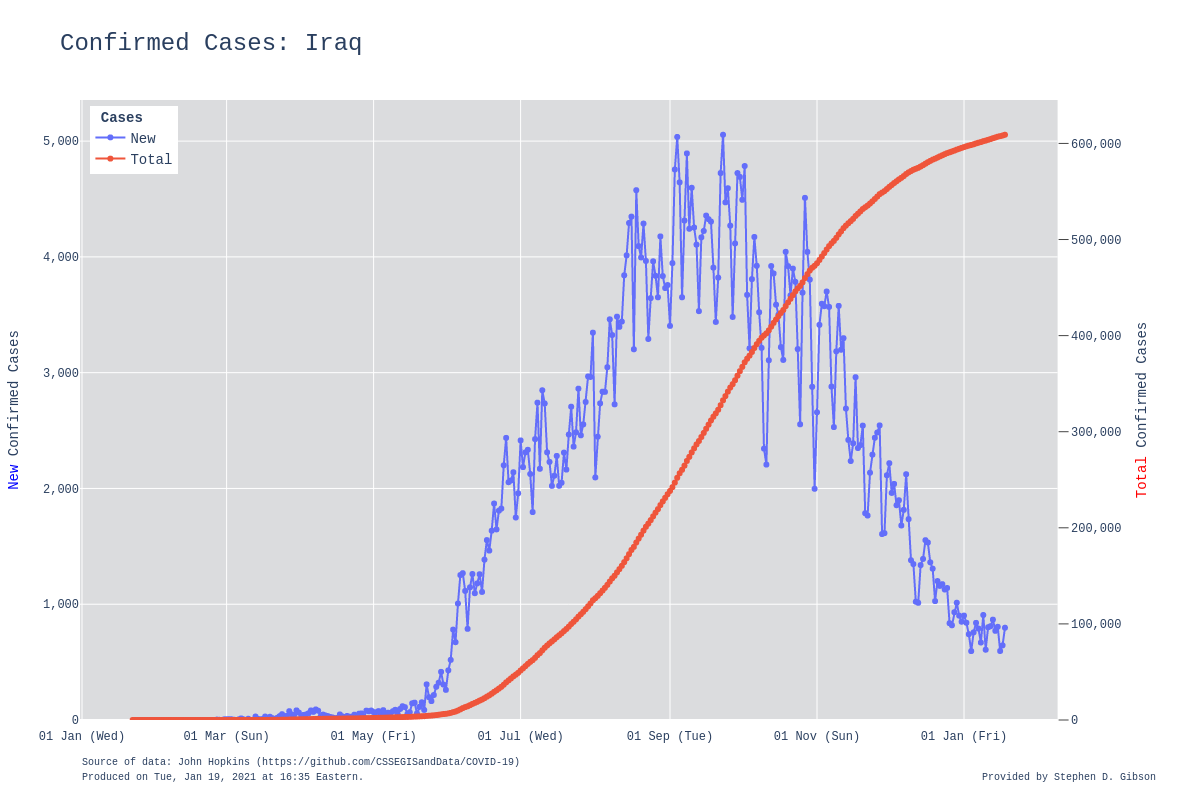 Confirmed Cases: Iraq
Cases
New
Total
5,000
4,000
3,000
2,000
1,000
0
New Confirmed Cases
600,000
500,000
400,000
300,000
200,000
100,000
0
Total Confirmed Cases
01 Jan (Wed) 01 Mar (Sun) 01 May (Fri) 01 Jul (Wed) 01 Sep (Tue) 01 Nov (Sun) 01 Jan (Fri)
Source of data: John Hopkins (https://github.com/CSSEGISandData/COVID-19)
Produced on Tue, Jan 19, 2021 at 16:35 Eastern.
Provided by Stephen D. Gibson